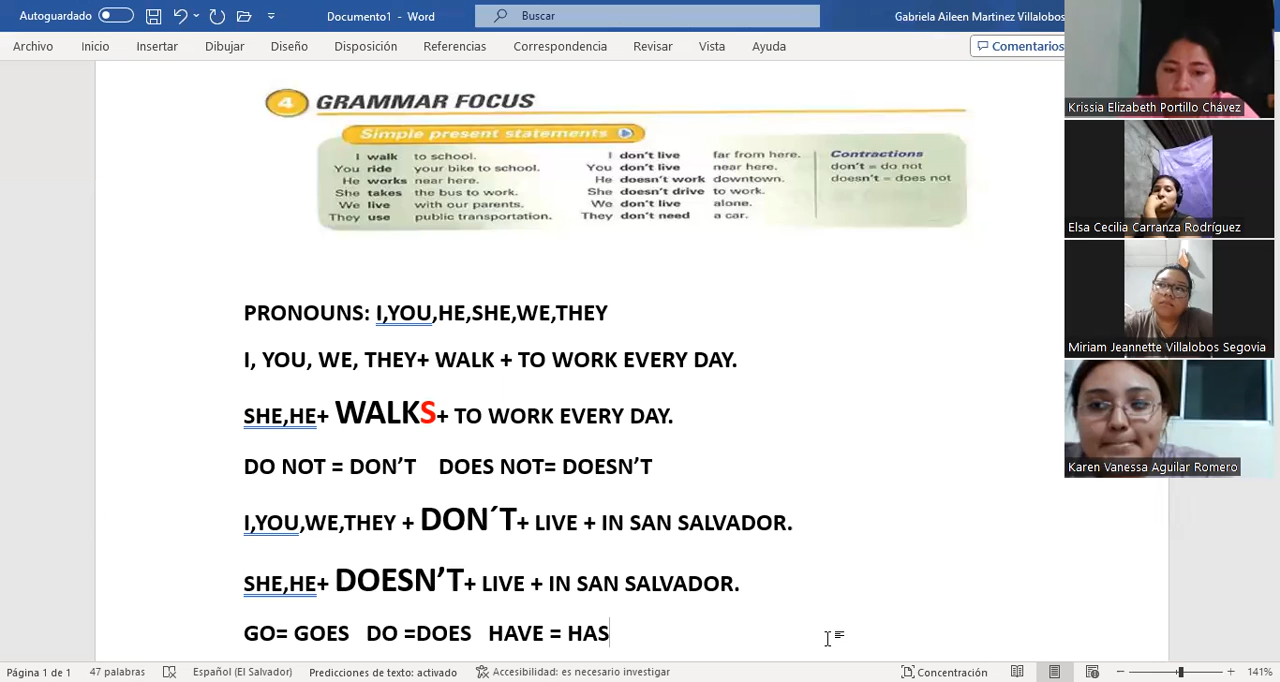 Autoguardado
Documento1 - Word
Buscar
Gabriela Aileen Martinez Villalobos
Archivo Inicio Insertar Dibujar Diseño Disposición Referencias Correspondencia Revisar Vista Ayuda
Comentarios
4 GRAMMAR FOCUS
Simple present statements
I walk to school.
You ride your bike to school.
He works near here.
She takes the bus to work.
We live with our parents.
They use public transportation.
I don't live far from here.
You don't live near here.
He doesn't work downtown.
She doesn't drive to work.
We don't live alone.
They don't need a car.
Contractions
don't = do not
doesn't = does not
PRONOUNS: I,YOU,HE,SHE,WE,THEY
I, YOU, WE, THEY+ WALK + TO WORK EVERY DAY.
SHE,HE+ WALKS+ TO WORK EVERY DAY.
DO NOT = DON’T DOES NOT= DOESN’T
I,YOU,WE,THEY + DON´T+ LIVE + IN SAN SALVADOR.
SHE,HE+ DOESN’T+ LIVE + IN SAN SALVADOR.
GO= GOES DO =DOES HAVE = HAS
Krissia Elizabeth Portillo Chávez
Elsa Cecilia Carranza Rodríguez
Miriam Jeannette Villalobos Segovia
Karen Vanessa Aguilar Romero
Página 1 de 1 47 palabras Español (El Salvador) Predicciones de texto: activado Accesibilidad: es necesario investigar Concentración 141%